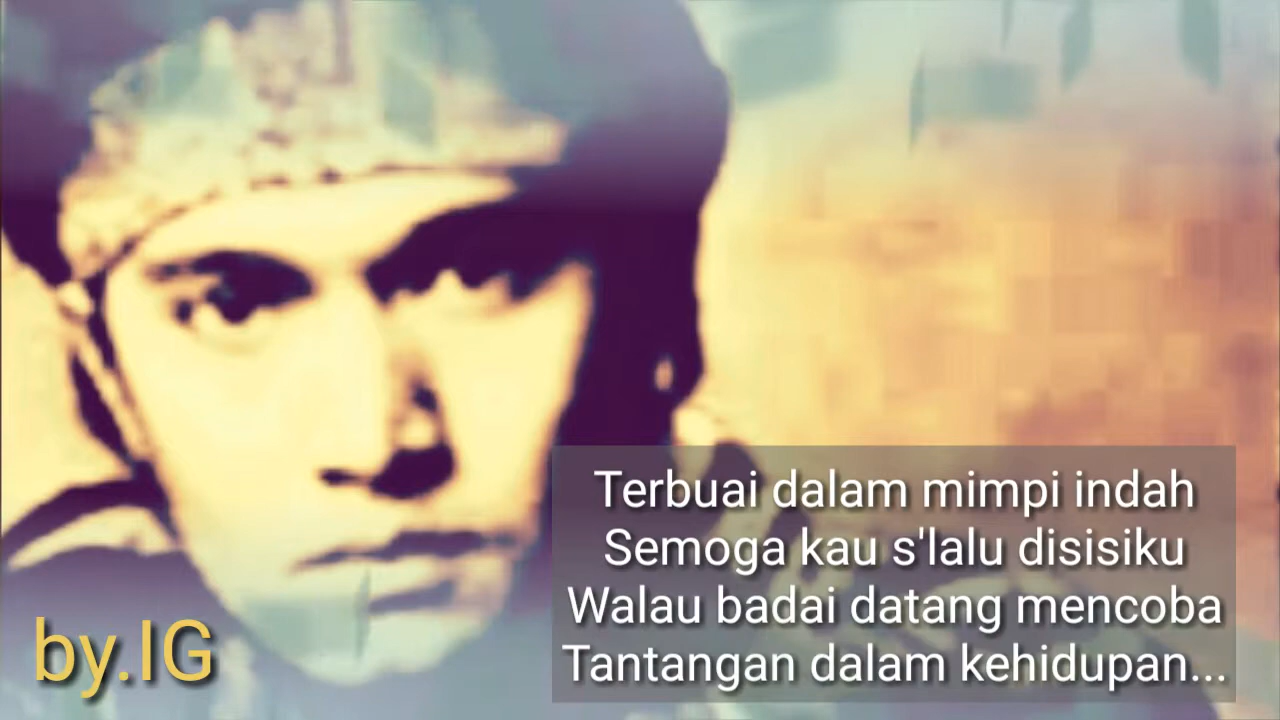 Terbuai dalam mimpi indah
Semoga kau s'lalu disisiku
Walau badai datang mencoba
Tantangan dalam kehidupan...
by.IG